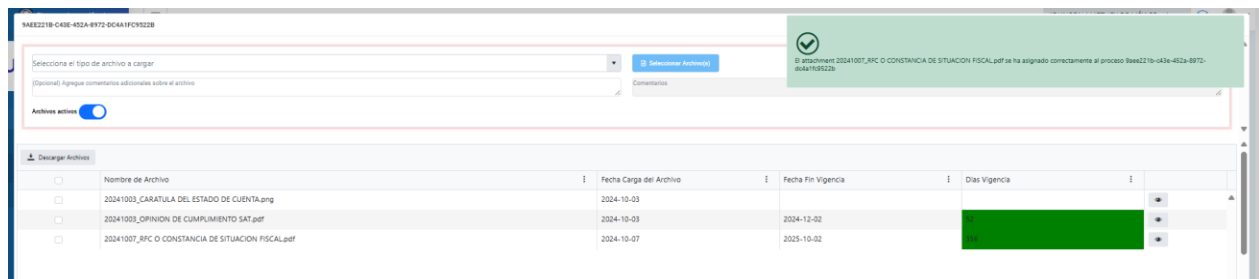 9AEE221B-C43E-452A-8972-DC4A1FC9522B
El attachment 20241007_RFC O CONSTANCIA DE SITUACION FISCAL.pdf se ha asignado correctamente al proceso 9aee221b-c43e-452a-8972-
dc4a1fc9522b
Selecciona el tipo de archivo a cargar
Seleccionar Archivo(s)
(Opcional) Agregue comentarios adicionales sobre el archivo
Comentarios
Archivos activos
Descargar Archivos
Nombre de Archivo Fecha Carga del Archivo Fecha Fin Vigencia Dias Vigencia
20241003_CARATULA DEL ESTADO DE CUENTA.png 2024-10-03
20241003_OPINION DE CUMPLIMIENTO SAT.pdf 2024-10-03 2024-12-02 52
20241007_RFC O CONSTANCIA DE SITUACION FISCAL.pdf 2024-10-07 2025-10-02